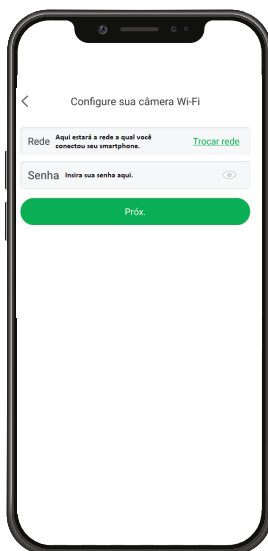 Configure sua câmera Wi-Fi
Rede Aqui estará a rede a qual você conectou seu smartphone. Trocar rede
Senha Insira sua senha aqui.
Próx.